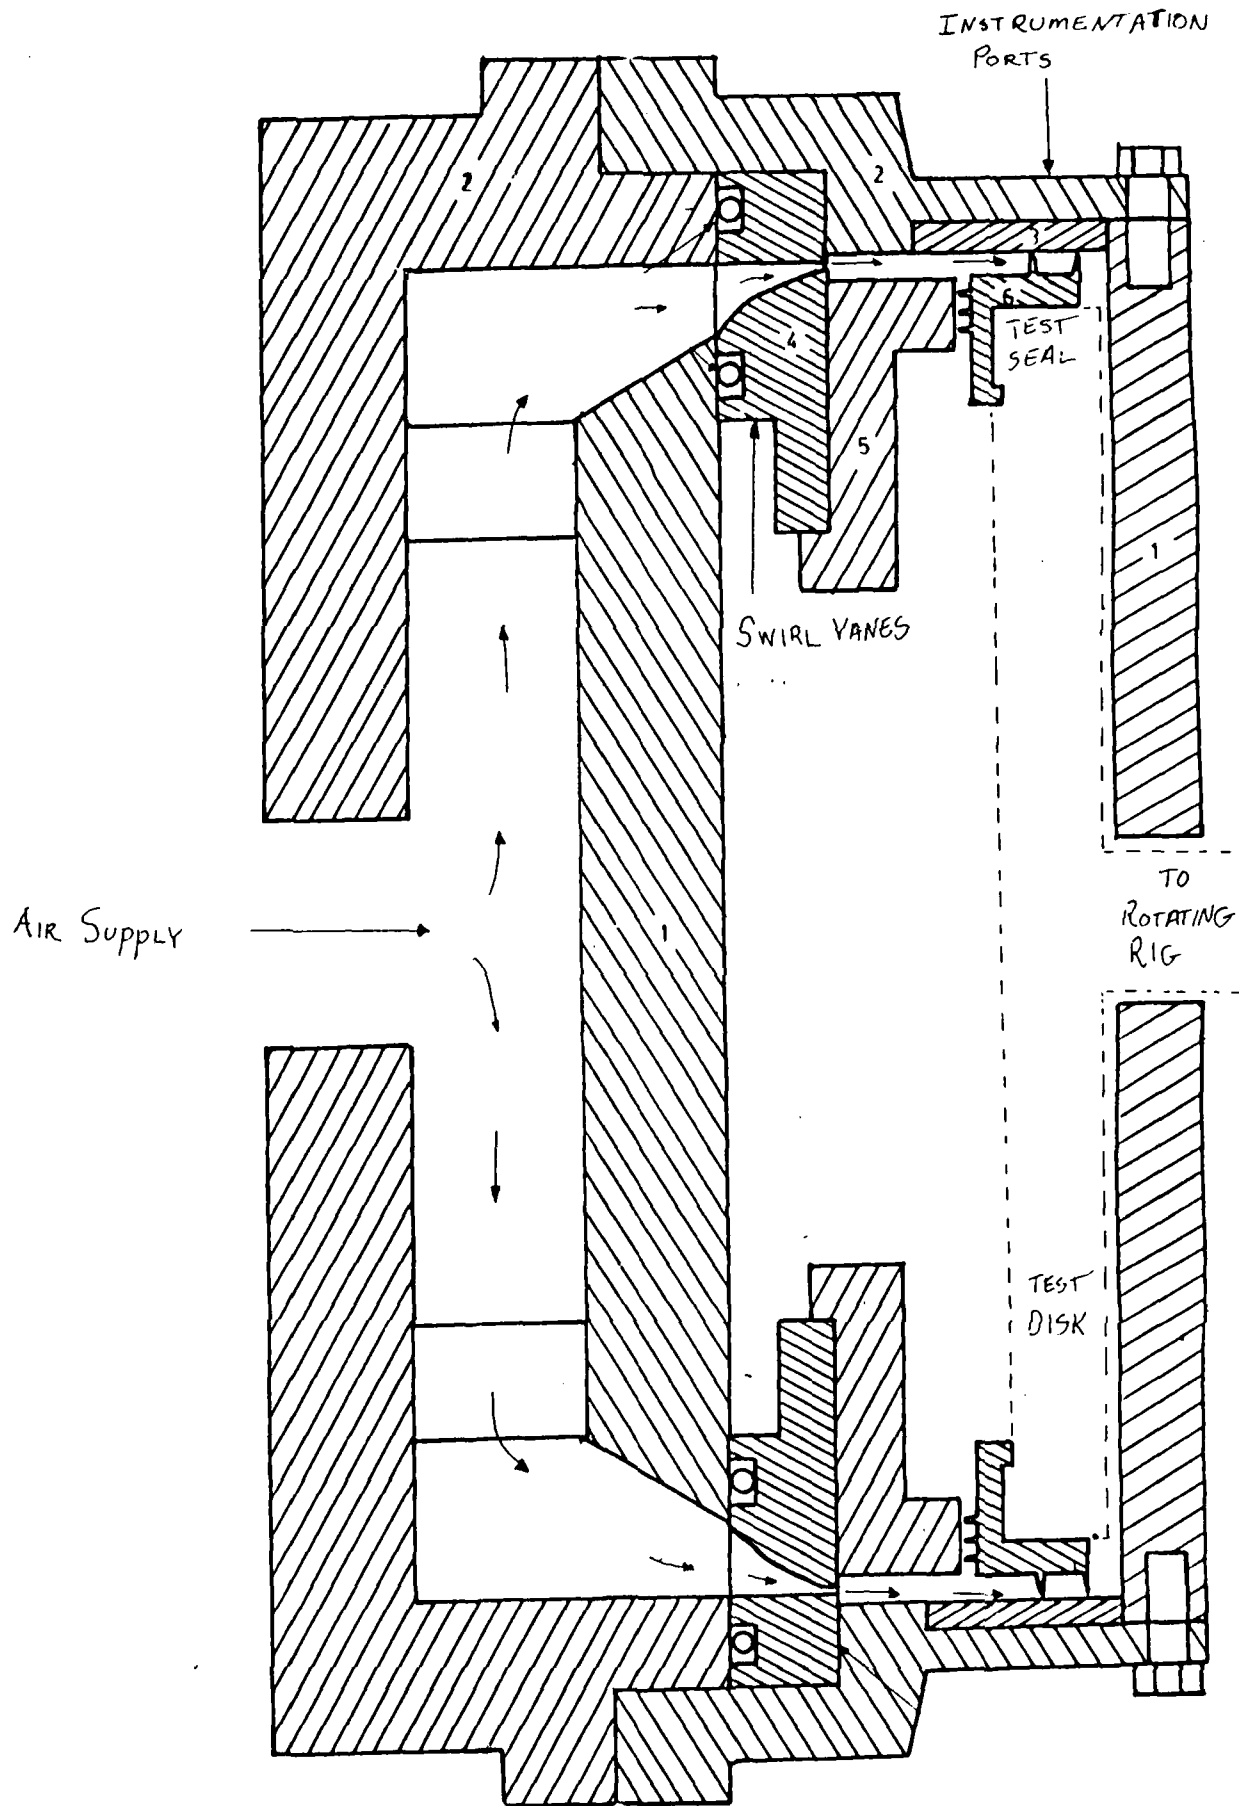 INSTRUMENTATION
PORTS
2
2
3
6
TEST
SEAL
4
5
1
SWIRL VANES
TO
ROTATING
RIG
AIR SUPPLY
1
TEST
DISK